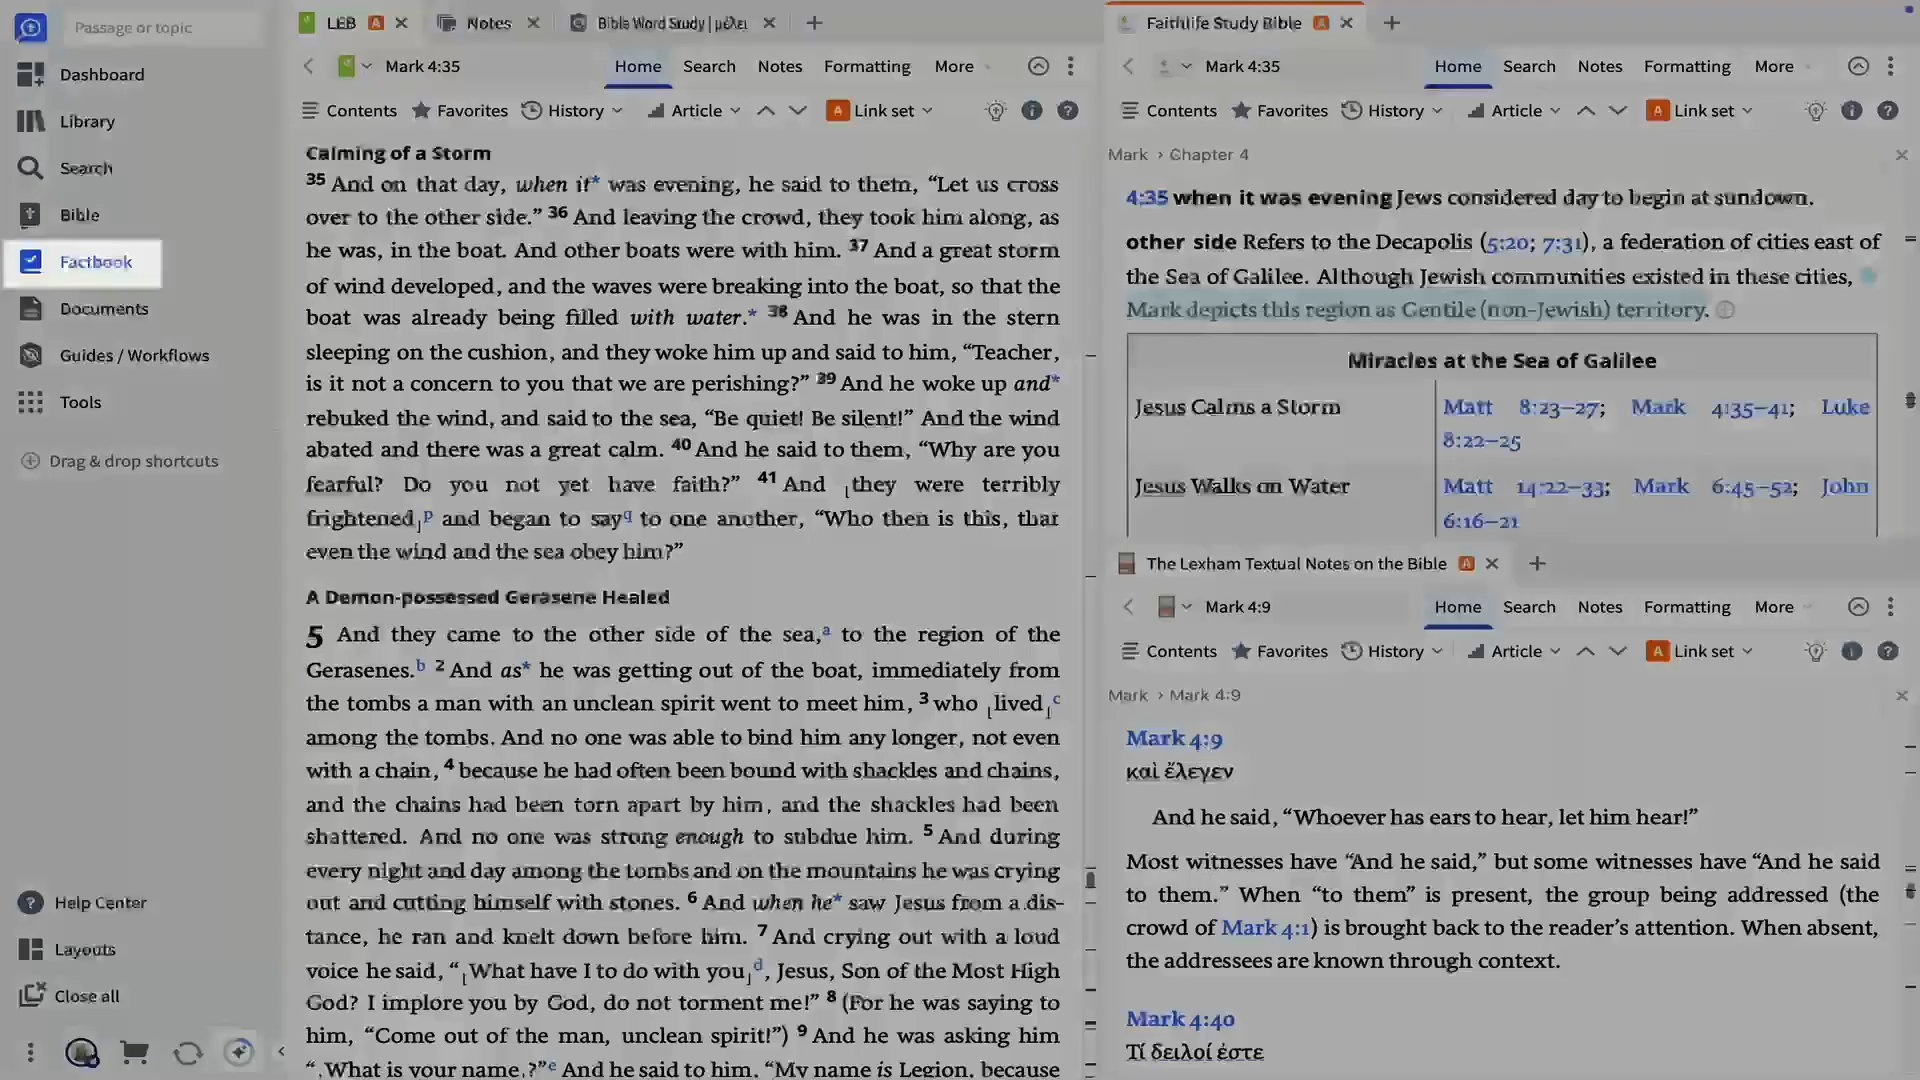 Passage or topic
Dashboard
Library
Search
Bible
Factbook
Documents
Guides / Workflows
Tools
Drag & drop shortcuts
Help Center
Layouts
Close all
LEB A
Notes
Bible Word Study |
Mark 4:35
Home Search Notes Formatting More
Contents Favorites History Article A Link set
Calming of a Storm
35 And on that day, when it* was evening, he said to them, “Let us cross
over to the other side.” 36 And leaving the crowd, they took him along, as
he was, in the boat. And other boats were with him. 37 And a great storm
of wind developed, and the waves were breaking into the boat, so that the
boat was already being filled with water.* 38 And he was in the stern
sleeping on the cushion, and they woke him up and said to him, “Teacher,
is it not a concern to you that we are perishing?” 39 And he woke up and*
rebuked the wind, and said to the sea, “Be quiet! Be silent!” And the wind
abated and there was a great calm. 40 And he said to them, “Why are you
fearful? Do you not yet have faith?” 41 And ⌊they were terribly
frightened⌋p and began to sayq to one another, “Who then is this, that
even the wind and the sea obey him?”
A Demon-possessed Gerasene Healed
5 And they came to the other side of the sea,a to the region of the
Gerasenes.b 2 And as* he was getting out of the boat, immediately from
the tombs a man with an unclean spirit went to meet him, 3 who ⌊lived⌋c
among the tombs. And no one was able to bind him any longer, not even
with a chain, 4 because he had often been bound with shackles and chains,
and the chains had been torn apart by him, and the shackles had been
shattered. And no one was strong enough to subdue him. 5 And during
every night and day among the tombs and on the mountains he was crying
out and cutting himself with stones. 6 And when he* saw Jesus from a dis-
tance, he ran and knelt down before him. 7 And crying out with a loud
voice he said, “⌊What have I to do with you⌋d, Jesus, Son of the Most High
God? I implore you by God, do not torment me!” 8 (For he was saying to
him, “Come out of the man, unclean spirit!”) 9 And he was asking him
“⌊What is your name⌋?”e And he said to him, “My name is Legion, because
Faithlife Study Bible A
Mark 4:35
Home Search Notes Formatting More
Contents Favorites History Article A Link set
Mark › Chapter 4
4:35 when it was evening Jews considered day to begin at sundown.
other side Refers to the Decapolis (5:20; 7:31), a federation of cities east of
the Sea of Galilee. Although Jewish communities existed in these cities,
Mark depicts this region as Gentile (non-Jewish) territory.
Miracles at the Sea of Galilee
Jesus Calms a Storm Matt 8:23–27; Mark 4:35–41; Luke
8:22–25
Jesus Walks on Water Matt 14:22–33; Mark 6:45–52; John
6:16–21
The Lexham Textual Notes on the Bible A
Mark 4:9
Home Search Notes Formatting More
Contents Favorites History Article A Link set
Mark › Mark 4:9
Mark 4:9
καὶ ἔλεγεν
And he said, “Whoever has ears to hear, let him hear!”
Most witnesses have “And he said,” but some witnesses have “And he said
to them.” When “to them” is present, the group being addressed (the
crowd of Mark 4:1) is brought back to the reader’s attention. When absent,
the addressees are known through context.
Mark 4:40
Τί δειλοί ἐστε